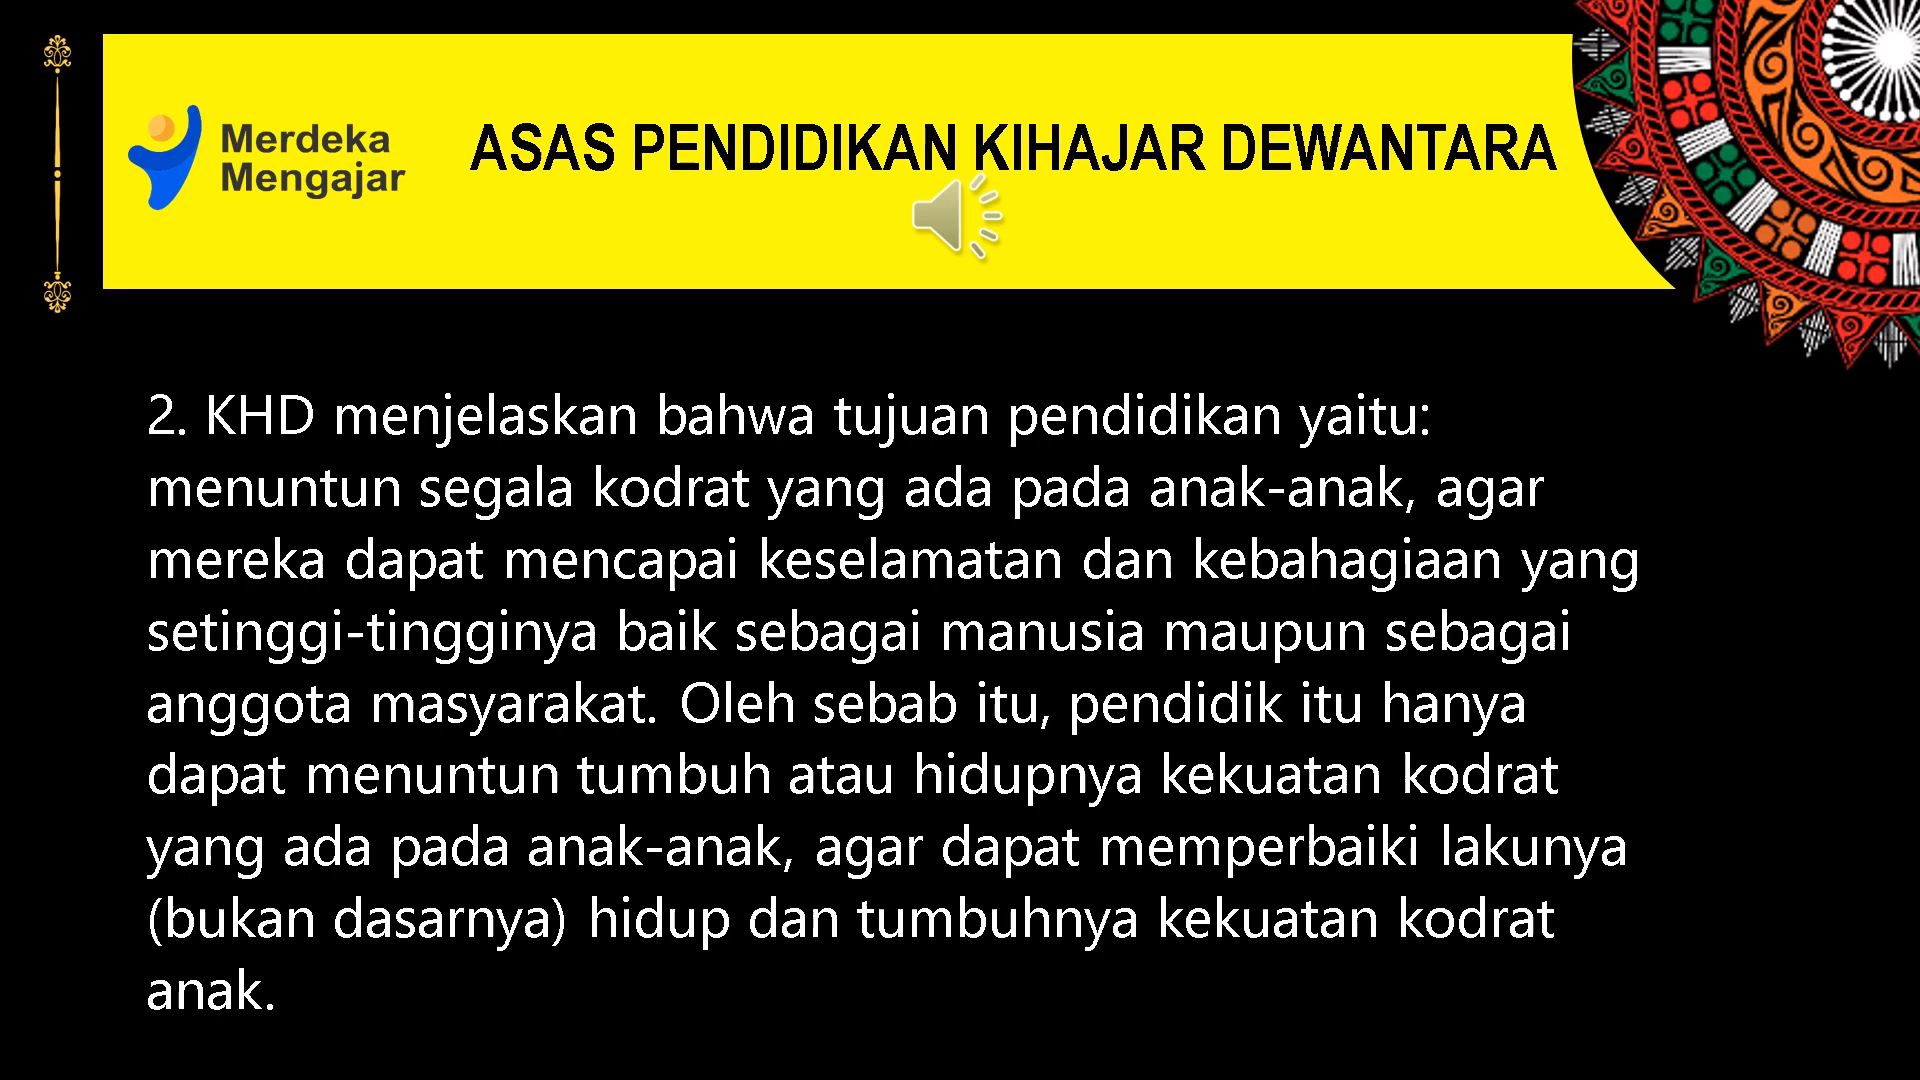 Merdeka
Mengajar
ASAS PENDIDIKAN KIHAJAR DEWANTARA
2. KHD menjelaskan bahwa tujuan pendidikan yaitu:
menuntun segala kodrat yang ada pada anak-anak, agar
mereka dapat mencapai keselamatan dan kebahagiaan yang
setinggi-tingginya baik sebagai manusia maupun sebagai
anggota masyarakat. Oleh sebab itu, pendidik itu hanya
dapat menuntun tumbuh atau hidupnya kekuatan kodrat
yang ada pada anak-anak, agar dapat memperbaiki lakunya
(bukan dasarnya) hidup dan tumbuhnya kekuatan kodrat
anak.